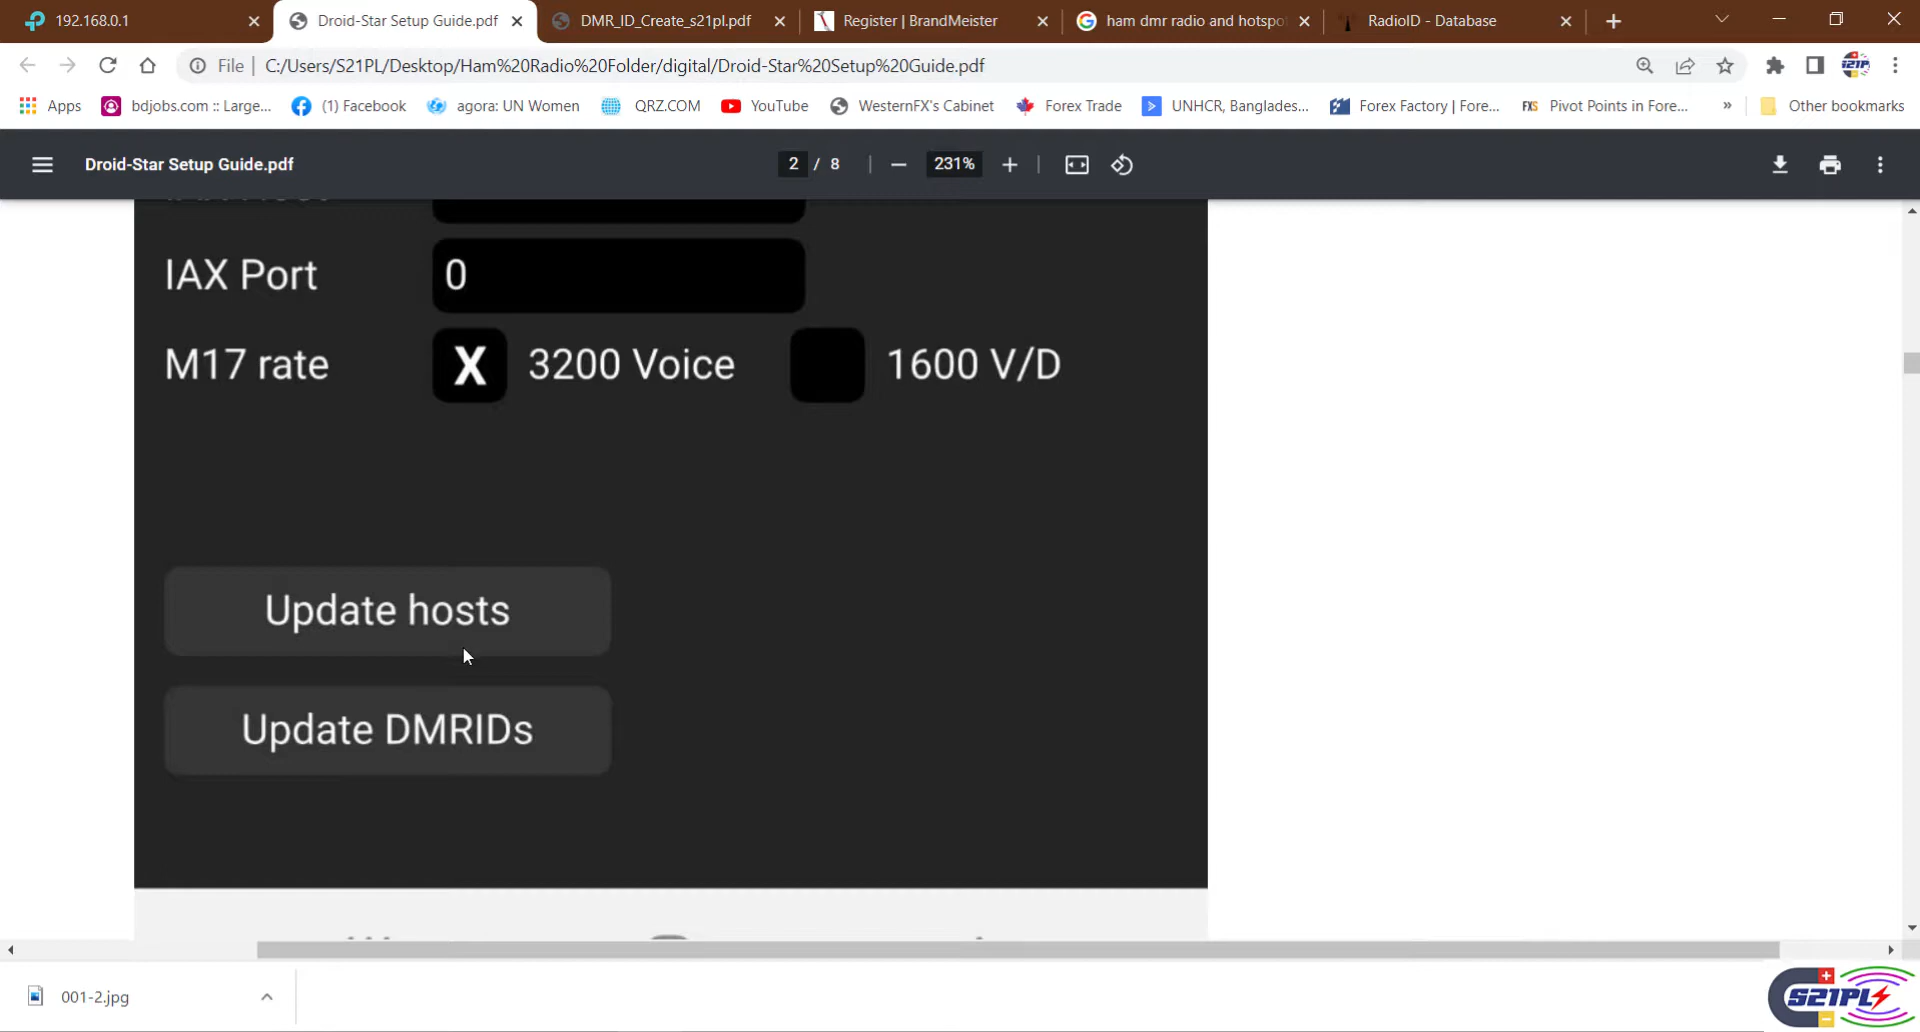 192.168.0.1
Droid-Star Setup Guide.pdf
DMR_ID_Create_s21pl.pdf
Register | BrandMeister
ham dmr radio and hotspo
RadioID - Database
File
C:/Users/S21PL/Desktop/Ham%20Radio%20Folder/digital/Droid-Star%20Setup%20Guide.pdf
Apps
bdjobs.com :: Large...
(1) Facebook
agora: UN Women
QRZ.COM
YouTube
WesternFX's Cabinet
Forex Trade
UNHCR, Banglades...
Forex Factory | Fore...
FXS
Pivot Points in Fore...
»
Other bookmarks
Droid-Star Setup Guide.pdf
2 / 8
231%
IAX Port
0
M17 rate
X 3200 Voice
1600 V/D
Update hosts
Update DMRIDs
001-2.jpg
S21PL